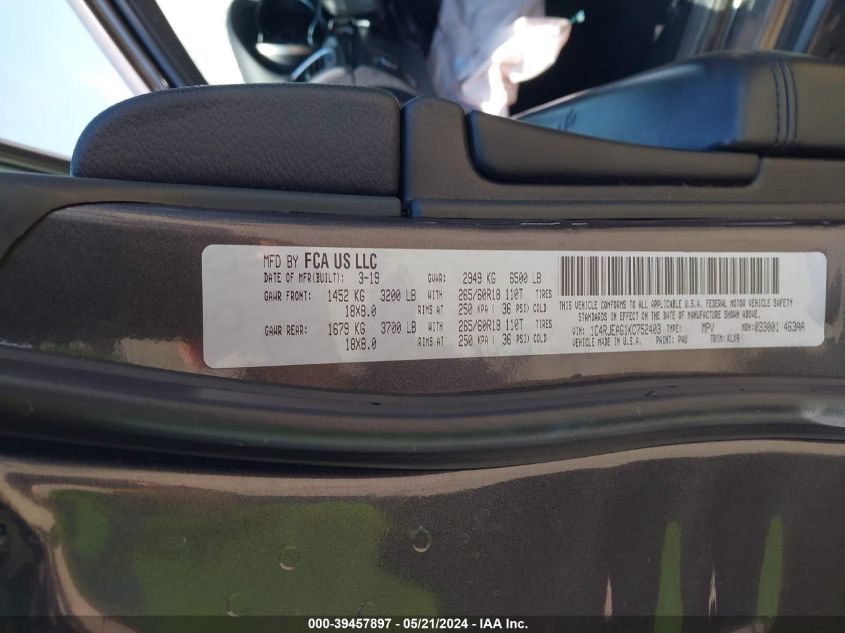 MFD BY FCA US LLC
DATE OF MFR(BUILT): 3-19 GVWR: 2949 KG 6500 LB
GAWR FRONT: 1452 KG 3200 LB WITH 265/60R18 110T TIRES
18X8.0 RIMS AT 250 KPA ( 36 PSI) COLD
GAWR REAR: 1679 KG 3700 LB WITH 265/60R18 110T TIRES
18X8.0 RIMS AT 250 KPA ( 36 PSI) COLD
THIS VEHICLE CONFORMS TO ALL APPLICABLE U.S.A. FEDERAL MOTOR VEHICLE SAFETY
STANDARDS IN EFFECT ON THE DATE OF MANUFACTURE SHOWN ABOVE.
VIN: 1C4RJEAG1KC752403 TYPE: MPV MDH: 033001 463AA
VEHICLE MADE IN U.S.A. PAINT: PAU TRIM: KLX9
000-39457897 - 05/21/2024 - IAA Inc.